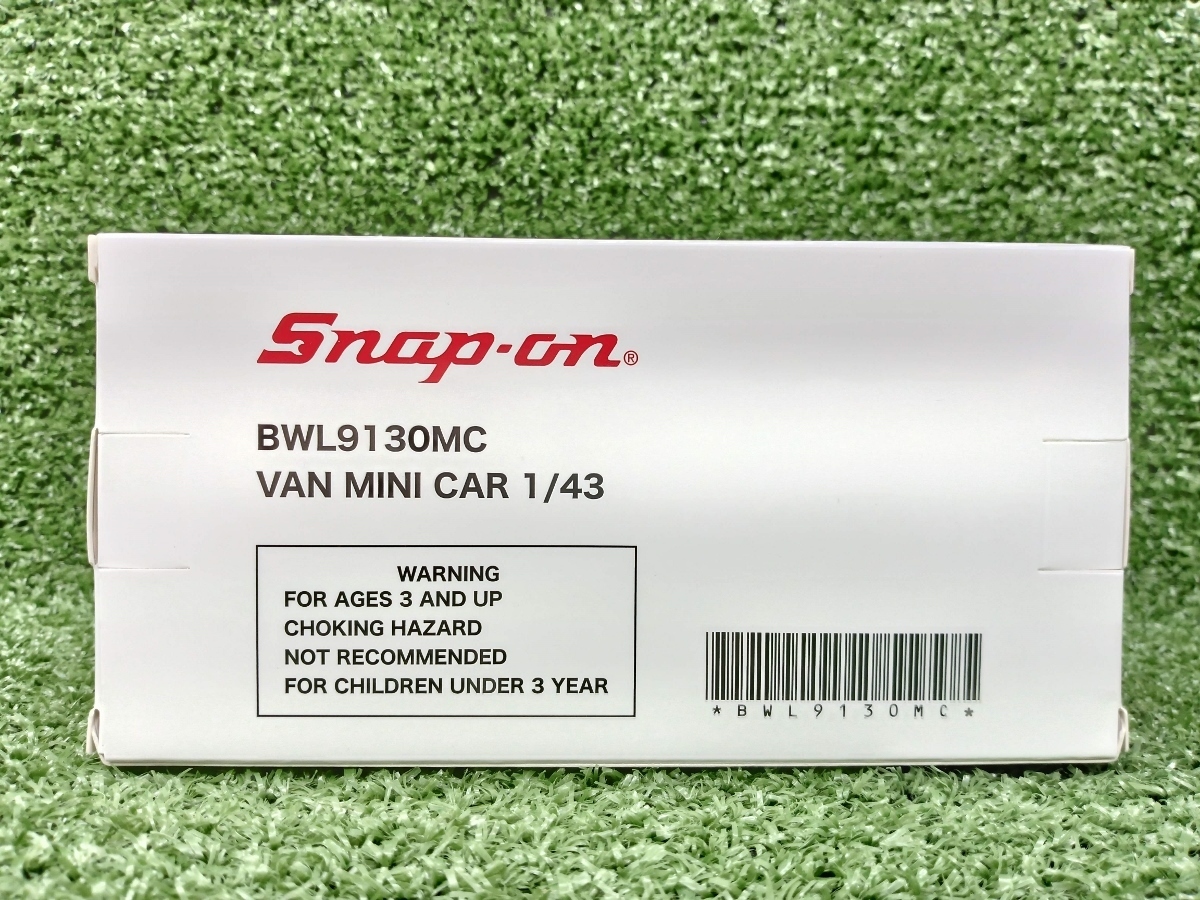 Snap-on®
BWL9130MC
VAN MINI CAR 1/43
WARNING
FOR AGES 3 AND UP
CHOKING HAZARD
NOT RECOMMENDED
FOR CHILDREN UNDER 3 YEAR
*BWL9130MC*